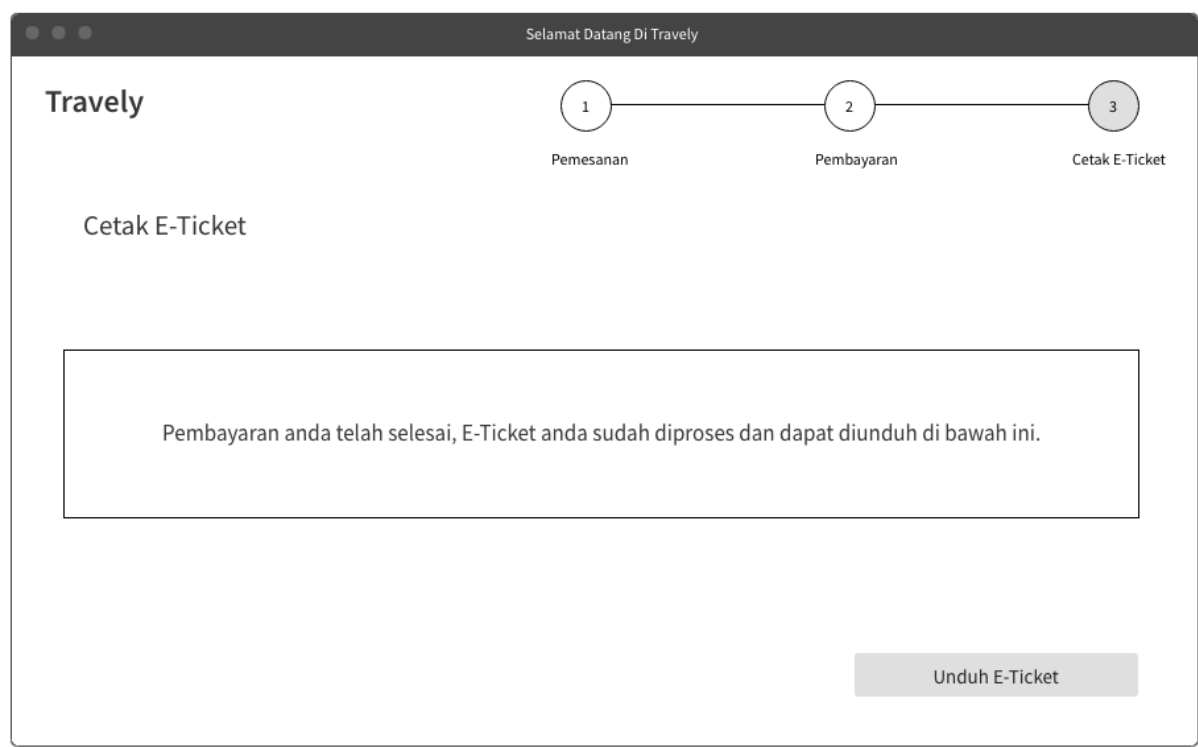 Selamat Datang Di Travely
Travely
1
2
3
Pemesanan
Pembayaran
Cetak E-Ticket
Cetak E-Ticket
Pembayaran anda telah selesai, E-Ticket anda sudah diproses dan dapat diunduh di bawah ini.
Unduh E-Ticket